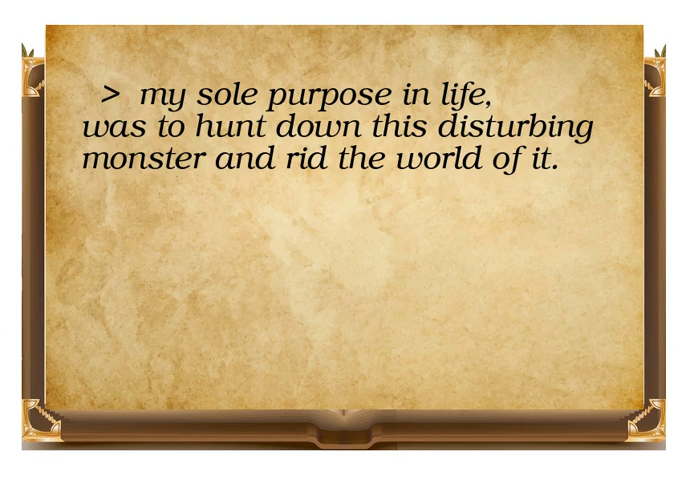 > my sole purpose in life,
was to hunt down this disturbing
monster and rid the world of it.